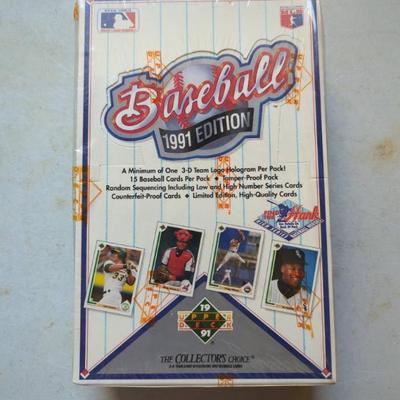 Baseball
1991 EDITION
A Minimum of One 3-D Team Logo Hologram Per Pack!
15 Baseball Cards Per Pack ◆ Tamper-Proof Pack
Random Sequencing Including Low and High Number Series Cards
Counterfeit-Proof Cards ◆ Limited Edition, High-Quality Cards
Hank
19
UPPER DECK
91
THE COLLECTOR'S CHOICE